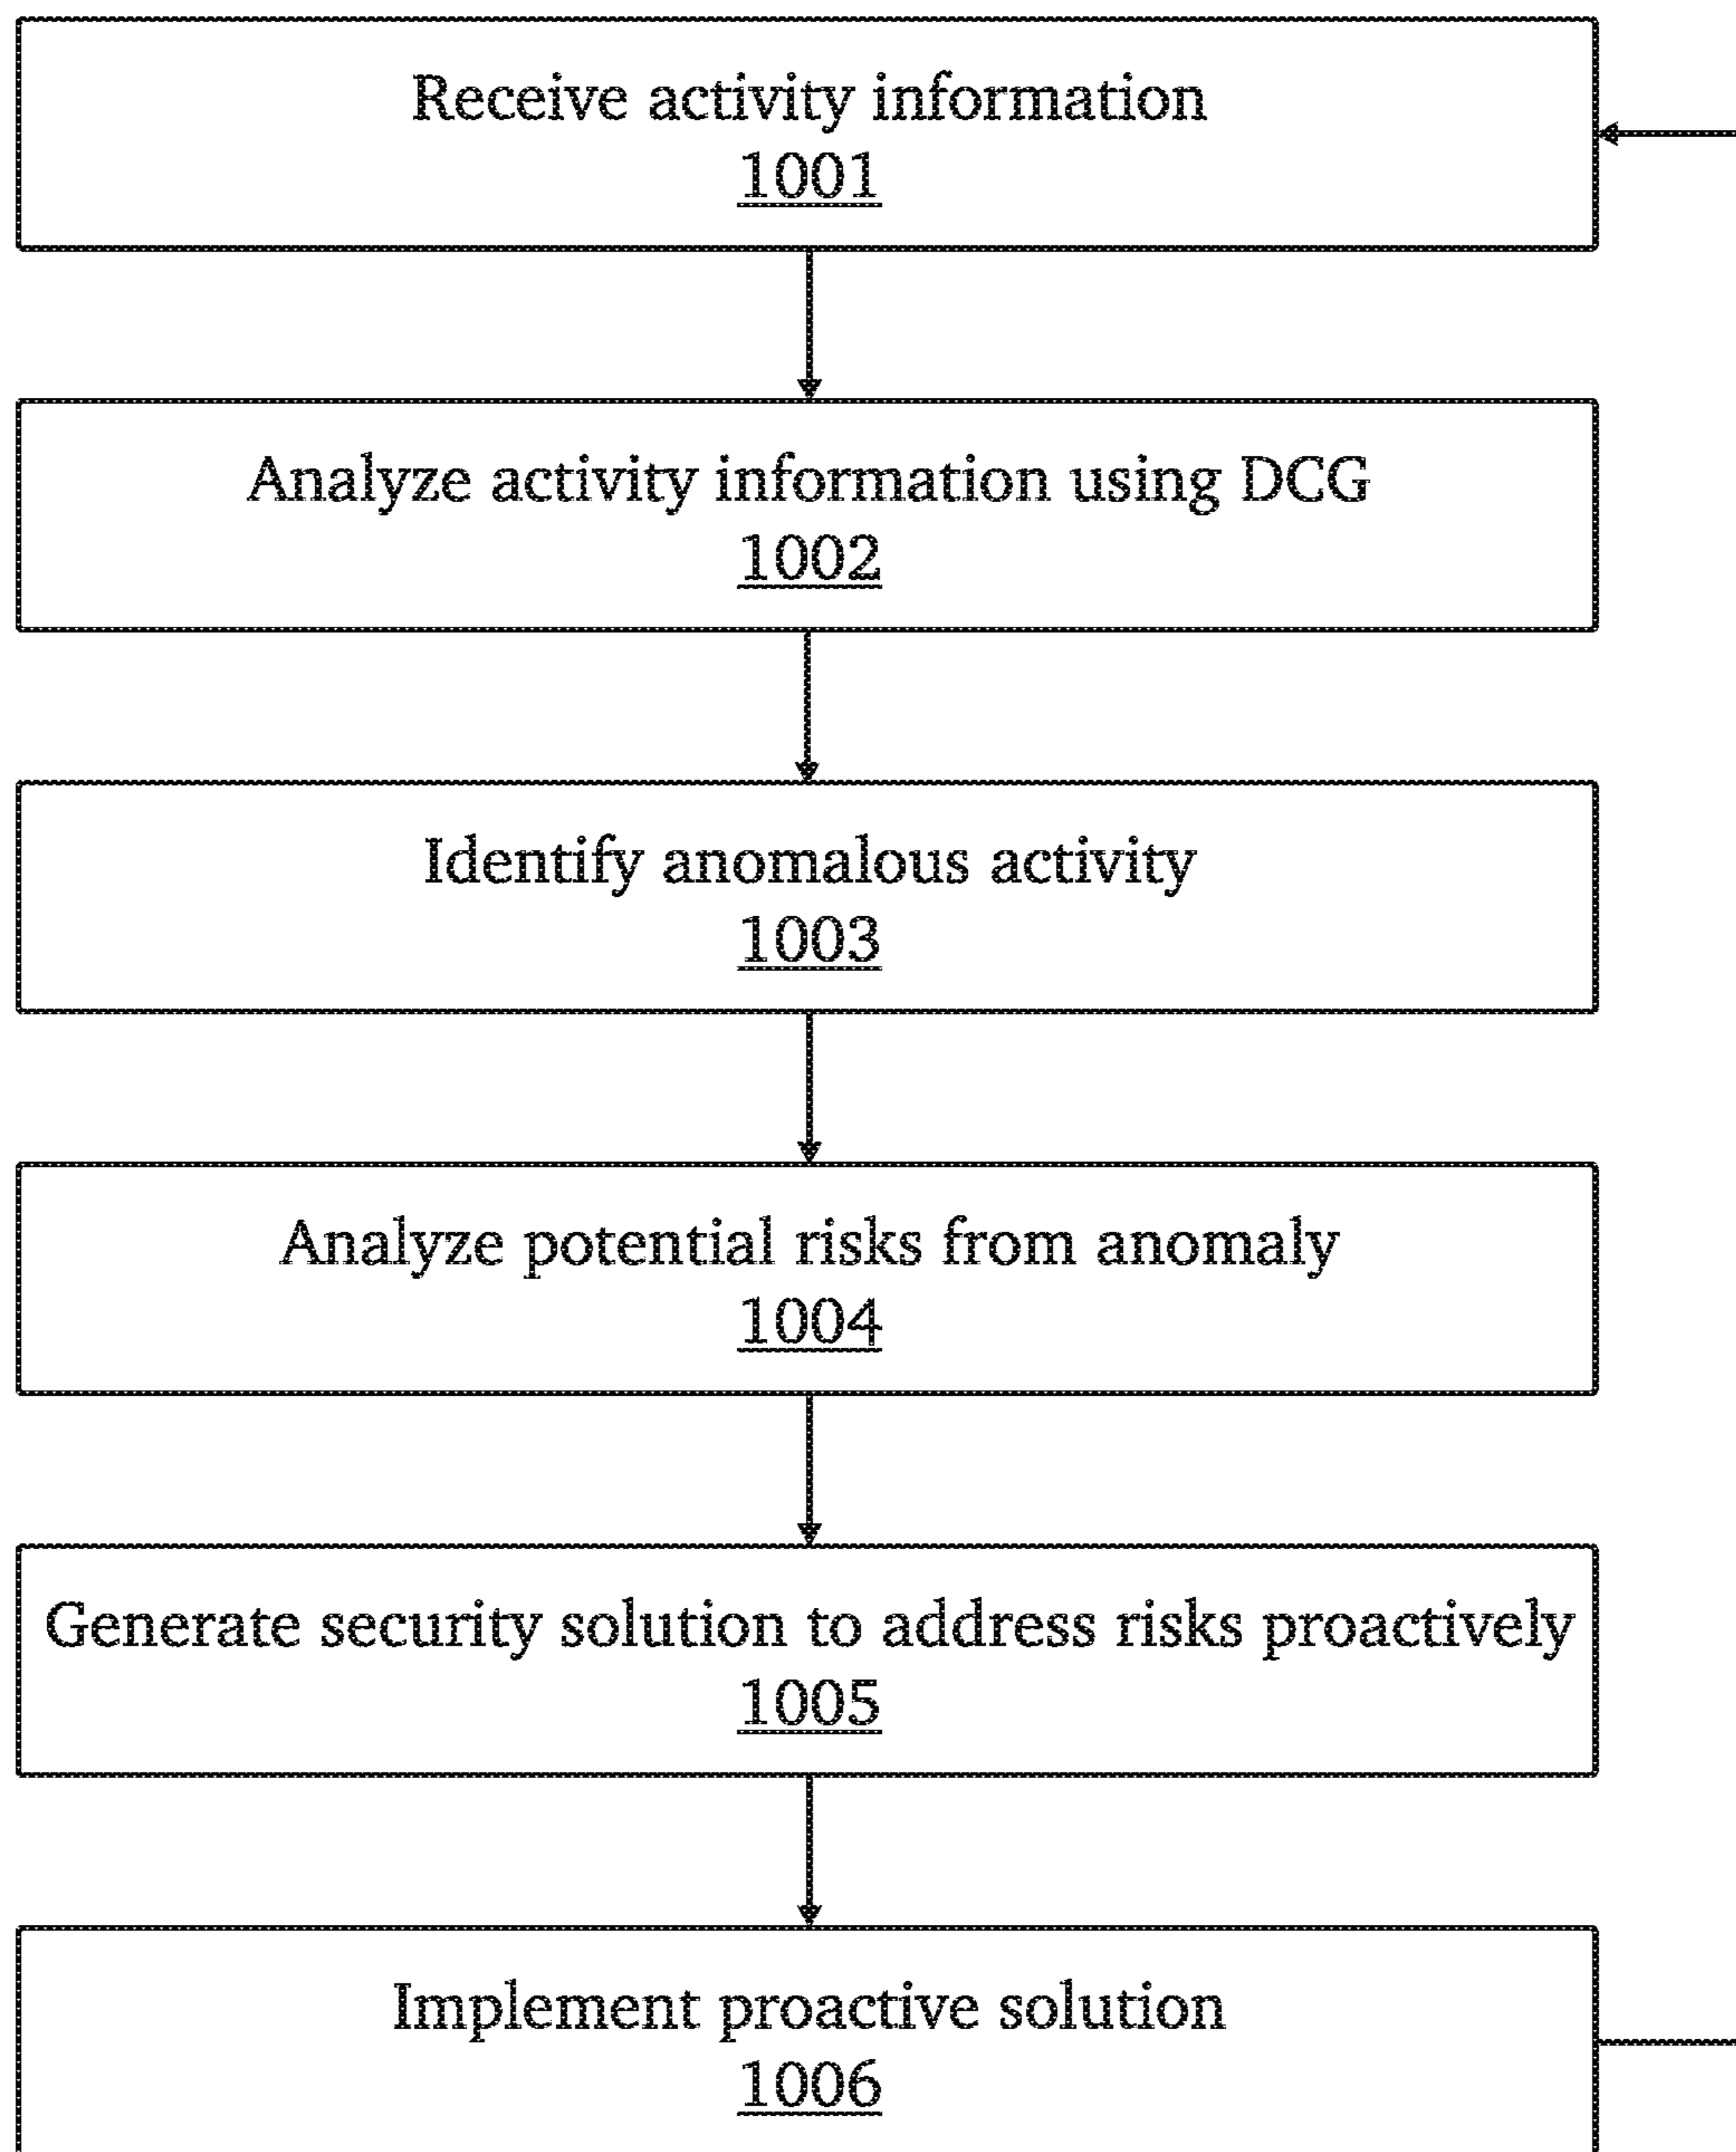 Receive activity information
1001
Analyze activity information using DCG
1002
Identify anomalous activity
1003
Analyze potential risks from anomaly
1004
Generate security solution to address risks proactively
1005
Implement proactive solution
1006